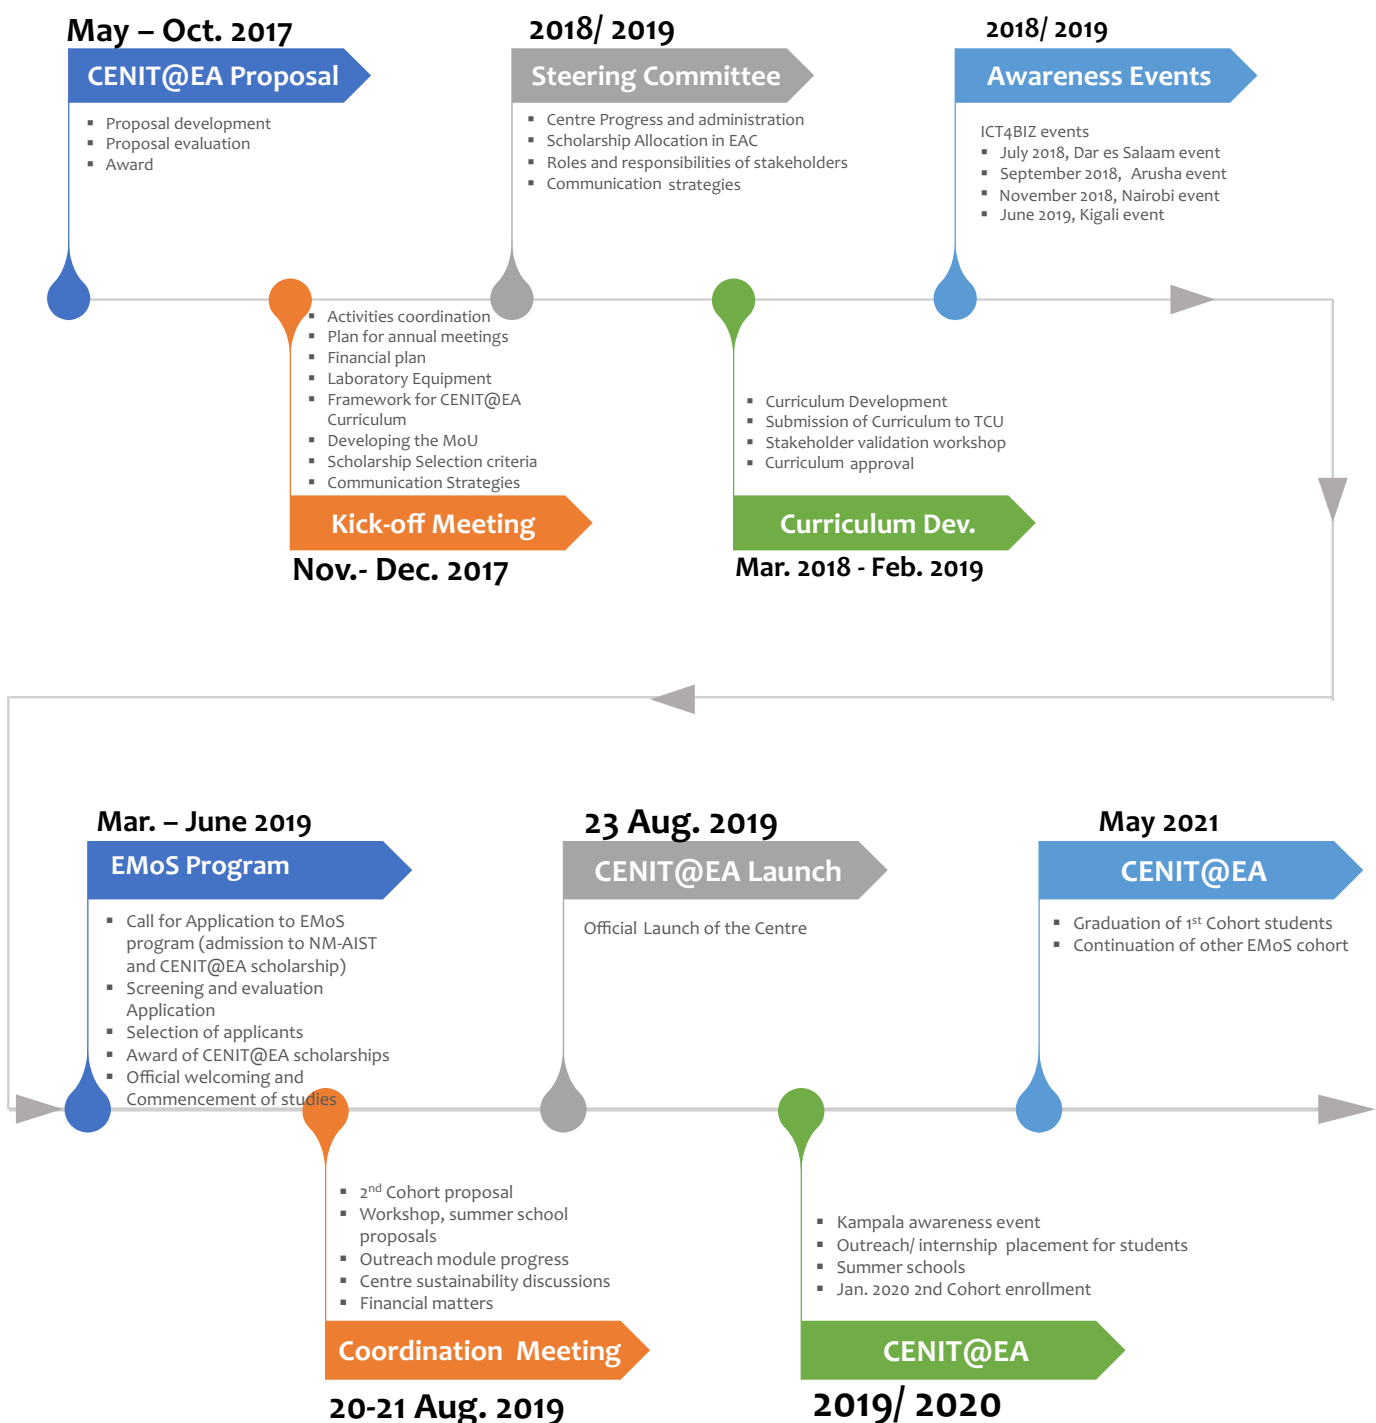 May – Oct. 2017
CENIT@EA Proposal
▪ Proposal development
▪ Proposal evaluation
▪ Award
2018/ 2019
Steering Committee
▪ Centre Progress and administration
▪ Scholarship Allocation in EAC
▪ Roles and responsibilities of stakeholders
▪ Communication strategies
2018/ 2019
Awareness Events
ICT4BIZ events
▪ July 2018, Dar es Salaam event
▪ September 2018, Arusha event
▪ November 2018, Nairobi event
▪ June 2019, Kigali event
▪ Activities coordination
▪ Plan for annual meetings
▪ Financial plan
▪ Laboratory Equipment
▪ Framework for CENIT@EA
Curriculum
▪ Developing the MoU
▪ Scholarship Selection criteria
▪ Communication Strategies
Kick-off Meeting
Nov.- Dec. 2017
▪ Curriculum Development
▪ Submission of Curriculum to TCU
▪ Stakeholder validation workshop
▪ Curriculum approval
Curriculum Dev.
Mar. 2018 - Feb. 2019
Mar. – June 2019
EMoS Program
▪ Call for Application to EMoS
program (admission to NM-AIST
and CENIT@EA scholarship)
▪ Screening and evaluation
Application
▪ Selection of applicants
▪ Award of CENIT@EA scholarships
▪ Official welcoming and
Commencement of studies
23 Aug. 2019
CENIT@EA Launch
Official Launch of the Centre
May 2021
CENIT@EA
▪ Graduation of 1st Cohort students
▪ Continuation of other EMoS cohort
▪ 2nd Cohort proposal
▪ Workshop, summer school
proposals
▪ Outreach module progress
▪ Centre sustainability discussions
▪ Financial matters
Coordination Meeting
20-21 Aug. 2019
▪ Kampala awareness event
▪ Outreach/ internship placement for students
▪ Summer schools
▪ Jan. 2020 2nd Cohort enrollment
CENIT@EA
2019/ 2020